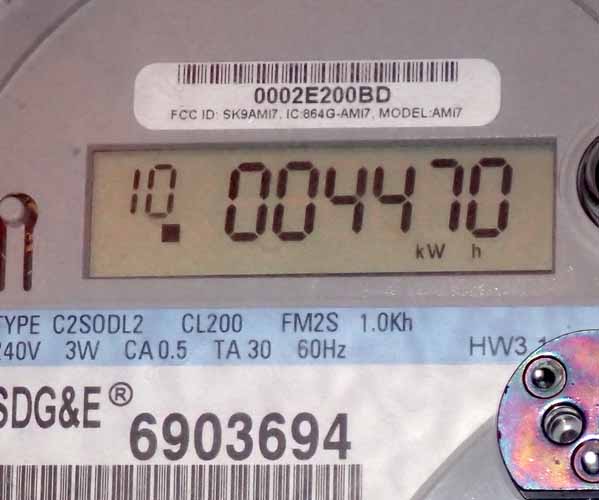 0002E200BD
FCC ID: SK9AMI7, IC:864G-AMI7, MODEL:AMI7
10 004470
kW h
TYPE C2SODL2 CL200 FM2S 1.0Kh
240V 3W CA 0.5 TA 30 60Hz HW3.1
SDG&E®
6903694